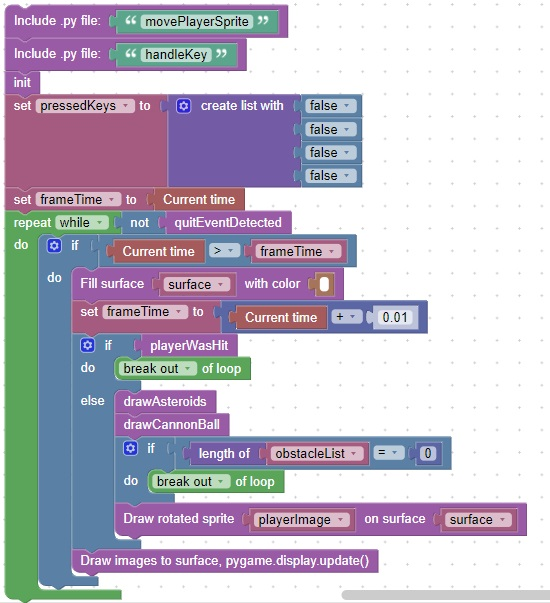 Include .py file: “ movePlayerSprite ”
Include .py file: “ handleKey ”
init
set pressedKeys to create list with false
false
false
false
set frameTime to Current time
repeat while not quitEventDetected
do if Current time > frameTime
do Fill surface surface with color
set frameTime to Current time + 0.01
if playerWasHit
do break out of loop
else drawAsteroids
drawCannonBall
if length of obstacleList = 0
do break out of loop
Draw rotated sprite playerImage on surface surface
Draw images to surface, pygame.display.update()